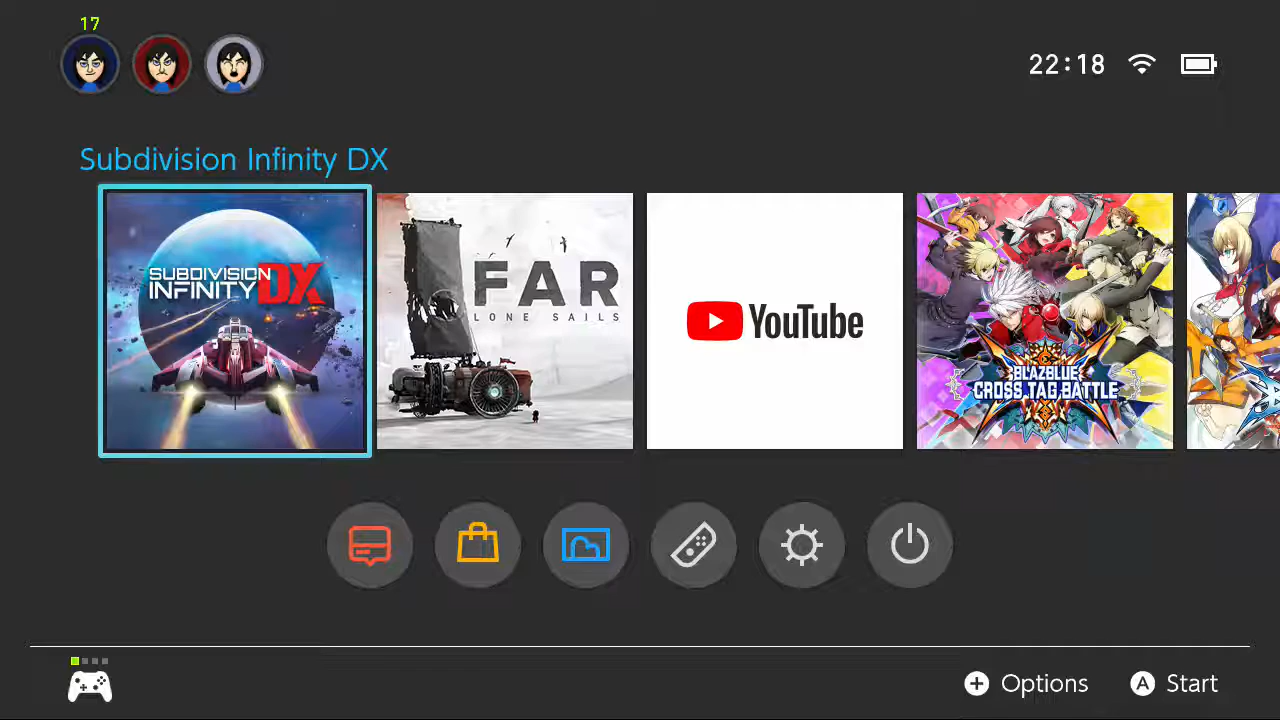 17
22:18
Subdivision Infinity DX
SUBDIVISION
INFINITY DX
FAR
LONE SAILS
YouTube
BLAZBLUE
CROSS TAG BATTLE
Options
A Start